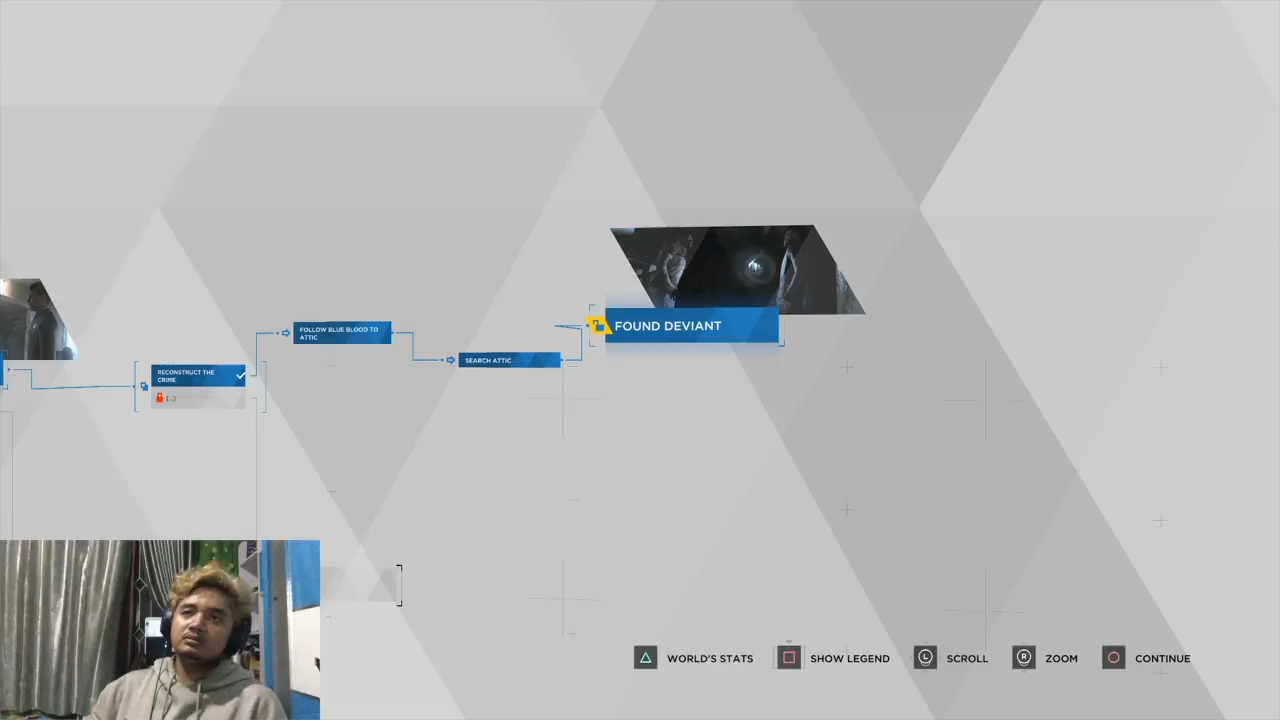 FOUND DEVIANT
FOLLOW BLUE BLOOD TO
ATTIC
SEARCH ATTIC
RECONSTRUCT THE
CRIME
[...]
WORLD'S STATS
SHOW LEGEND
L
SCROLL
R
ZOOM
CONTINUE